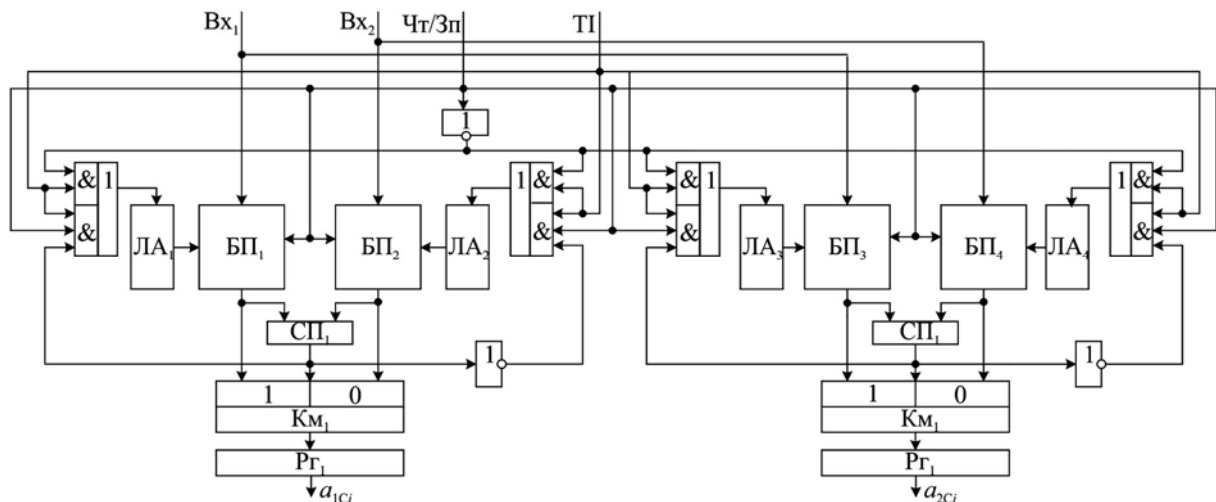 Вх₁ Вх₂ Чт/Зп ТІ
1
& 1 1 & & 1 1 &
& & & &
ЛА₁ БП₁ БП₂ ЛА₂ ЛА₃ БП₃ БП₄ ЛА₄
СП₁ СП₁
1 1
1 0 1 0
Км₁ Км₁
Рг₁ Рг₁
a₁Cᵢ a₂Cᵢ